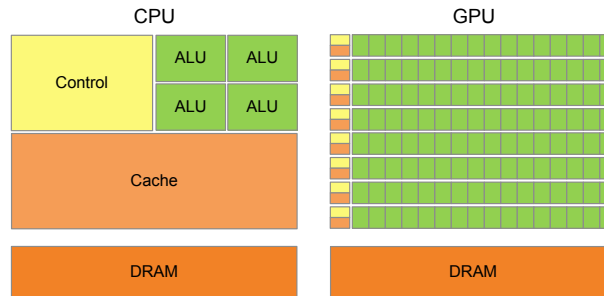 CPU
GPU
Control
ALU
ALU
ALU
ALU
Cache
DRAM
DRAM